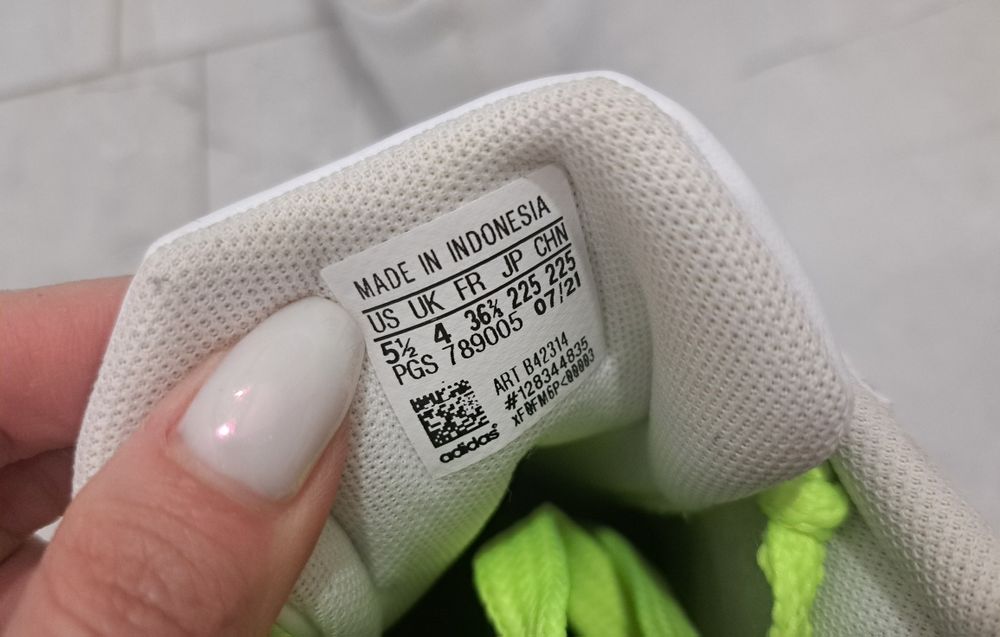 MADE IN INDONESIA
US UK FR JP CHN
5½ 4 36⅔ 225 225
PGS 789005 07/21
ART B42314
#128344835
XF0FM6P<00003
adidas